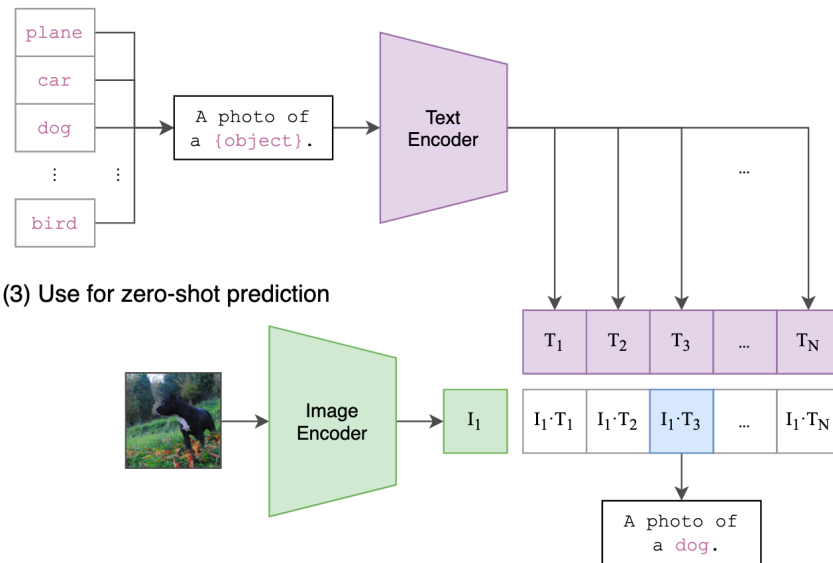 plane
car
dog
⋮ ⋮
bird
A photo of
a {object}.
Text
Encoder
...
(3) Use for zero-shot prediction
T1 T2 T3 ... TN
Image
Encoder
I1
I1·T1 I1·T2 I1·T3 ... I1·TN
A photo of
a dog.